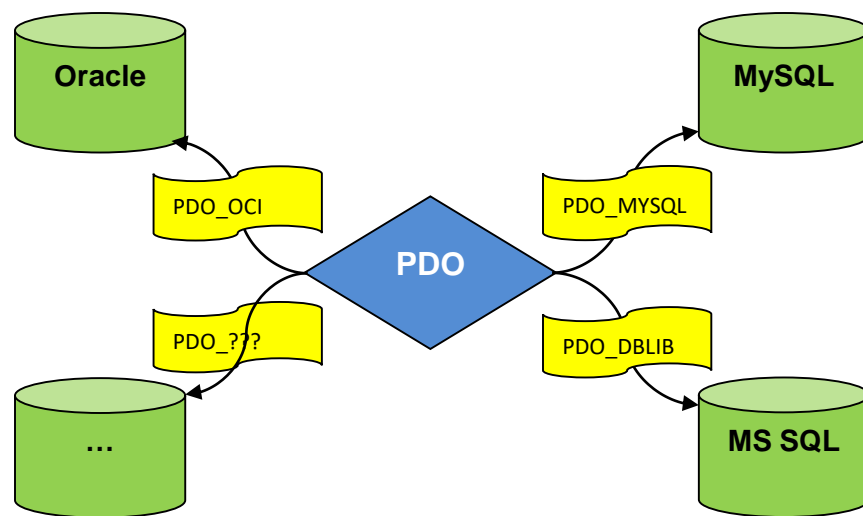 Oracle
MySQL
PDO_OCI
PDO_MYSQL
PDO
PDO_???
PDO_DBLIB
…
MS SQL